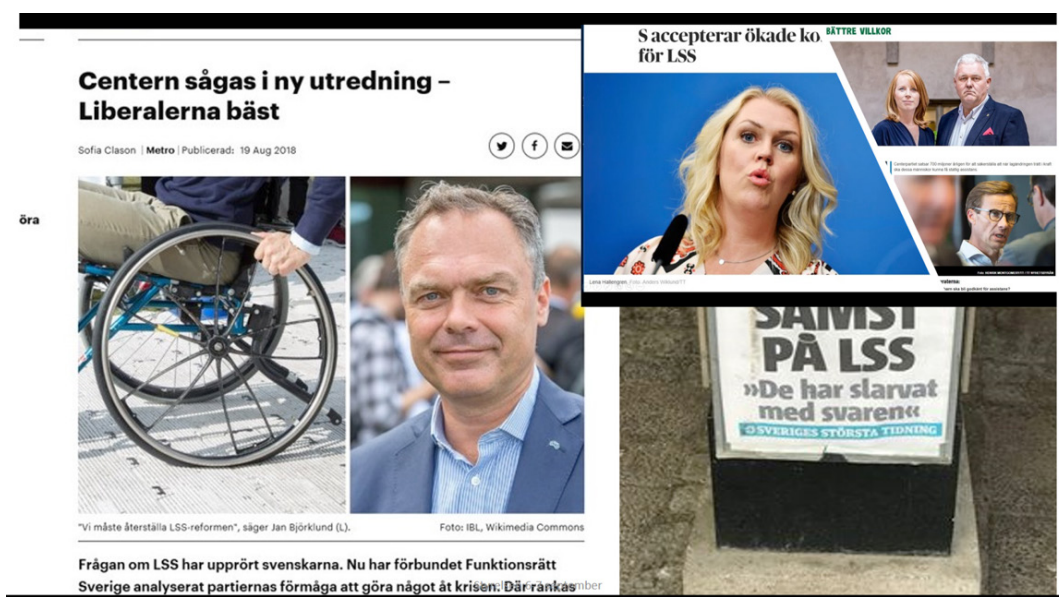 Centern sågas i ny utredning –
Liberalerna bäst
Sofia Clason | Metro | Publicerad: 19 Aug 2018
öra
"Vi måste återställa LSS-reformen", säger Jan Björklund (L).
Foto: IBL, Wikimedia Commons
Frågan om LSS har upprört svenskarna. Nu har förbundet Funktionsrätt
Sverige analyserat partiernas förmåga att göra något åt krisen. Där rankas
september
S accepterar ökade ko
för LSS
BÄTTRE VILLKOR
Lena Hallengren. Foto:
SÄMST
PÅ LSS
»De har slarvat
med svaren«
SVERIGES STÖRSTA TIDNING